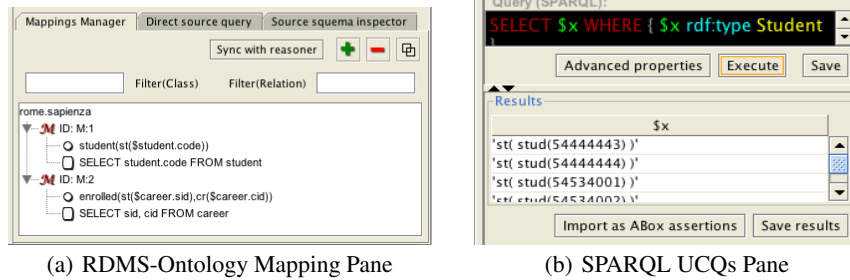 Mappings Manager Direct source query Source squema inspector
Sync with reasoner
Filter(Class) Filter(Relation)
rome.sapienza
M ID: M:1
student(st($student.code))
SELECT student.code FROM student
M ID: M:2
enrolled(st($career.sid),cr($career.cid))
SELECT sid, cid FROM career
(a) RDMS-Ontology Mapping Pane
Query (SPARQL):
SELECT $x WHERE { $x rdf:type Student
}
Advanced properties Execute Save
Results
$x
'st( stud(54444443) )'
'st( stud(54444444) )'
'st( stud(54534001) )'
'st( stud(54534002) )'
Import as ABox assertions Save results
(b) SPARQL UCQs Pane